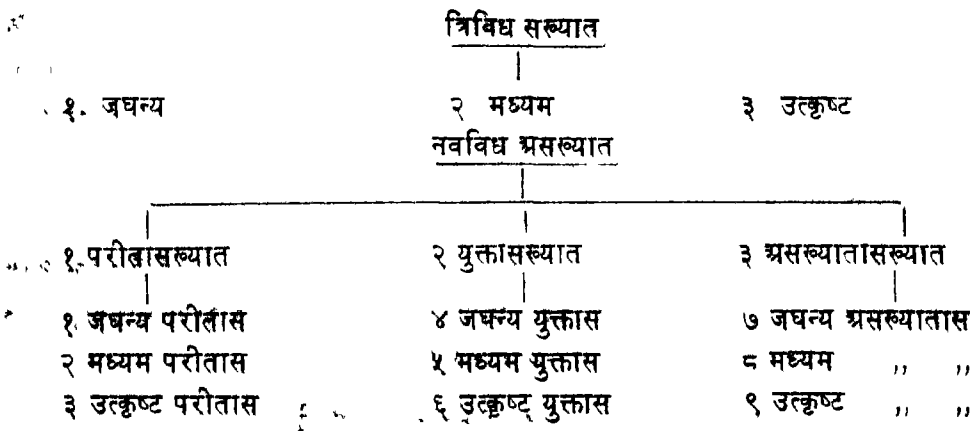 त्रिविध सख्यात
१. जघन्य २ मध्यम ३ उत्कृष्ट
नवविध असख्यात
१. परीतासख्यात २ युक्तासख्यात ३ असख्यातासख्यात
१. जघन्य परीतास ४ जघन्य युक्तास ७ जघन्य असख्यातास
२ मध्यम परीतास ५ मध्यम युक्तास ८ मध्यम ,, ,,
३ उत्कृष्ट परीतास ६ उत्कृष्ट युक्तास ९ उत्कृष्ट ,, ,,